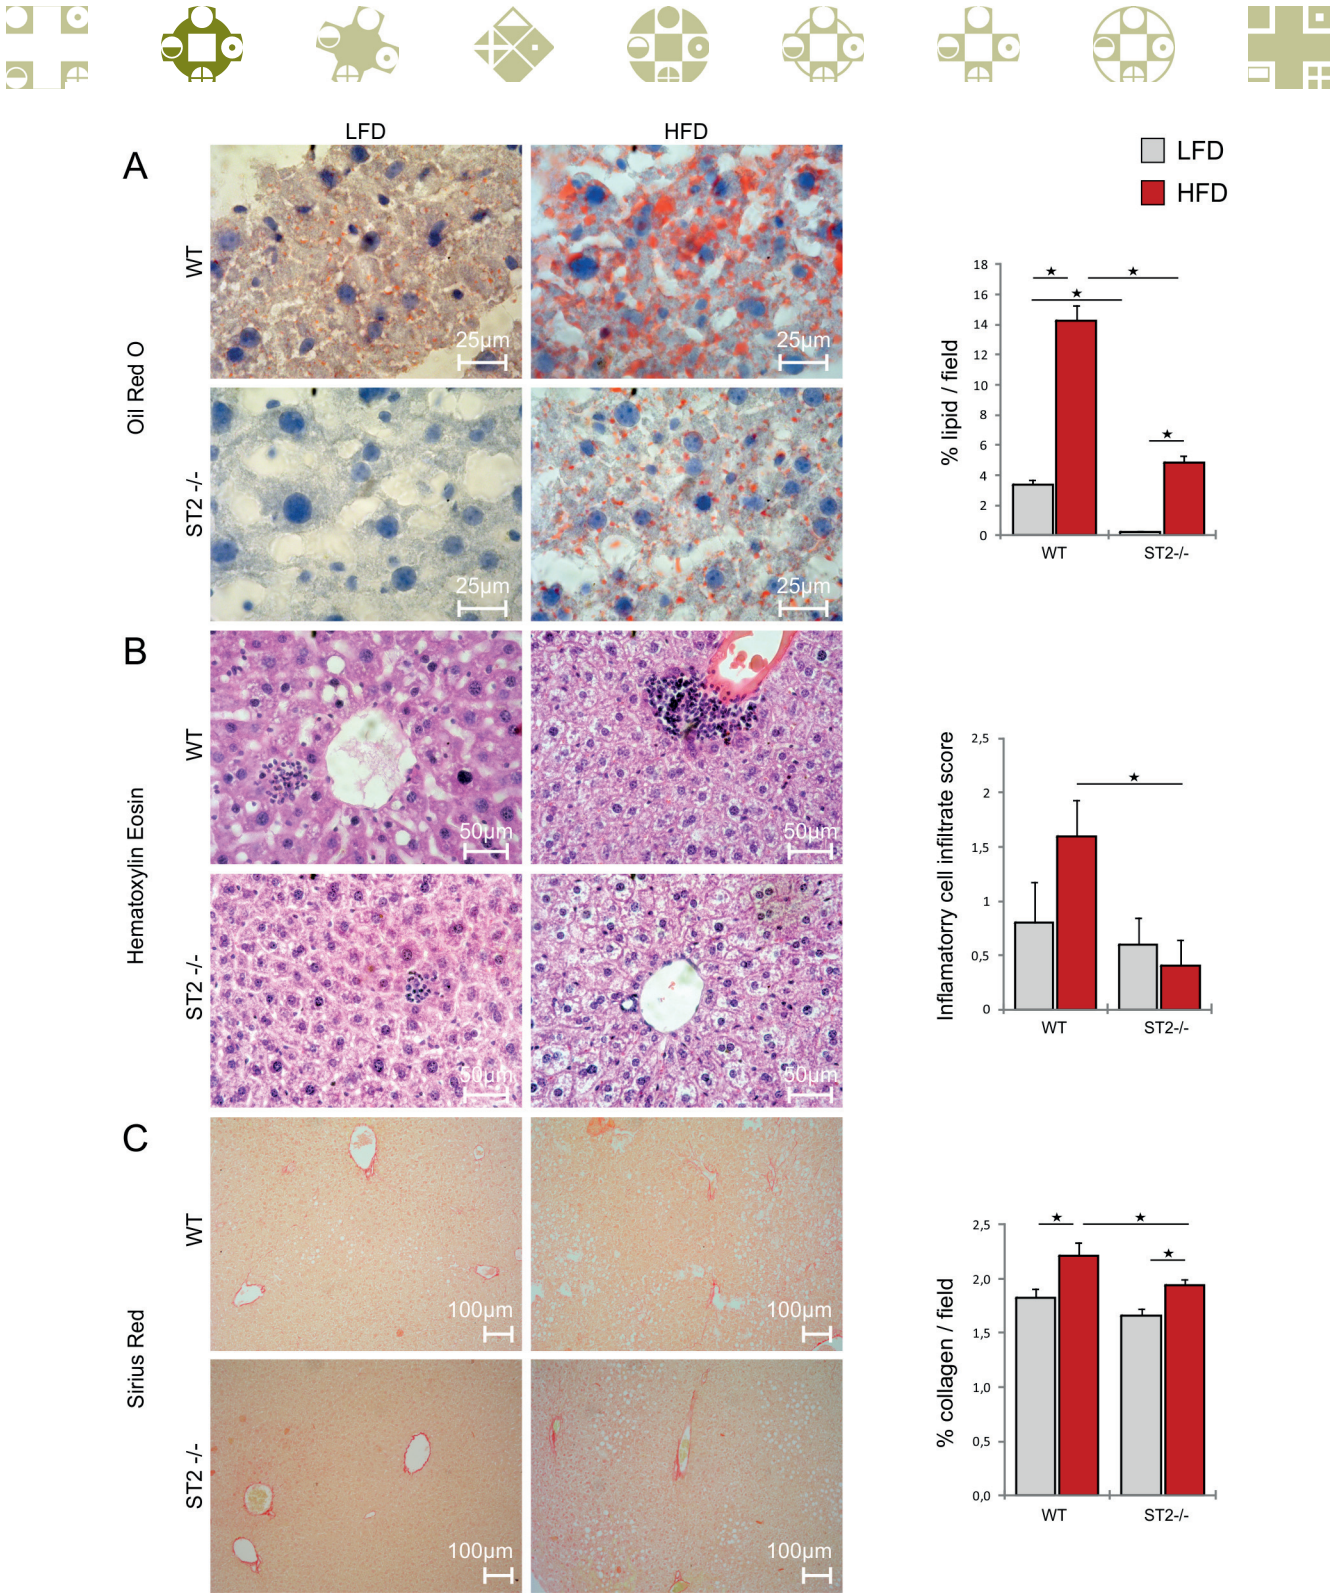 LFD HFD
A
WT
Oil Red O
ST2 -/-
25µm
25µm
25µm
25µm
LFD
HFD
% lipid / field
18
16
14
12
10
8
6
4
2
0
WT ST2-/-
B
WT
Hematoxylin Eosin
ST2 -/-
50µm
50µm
50µm
50µm
Inflamatorry cell infiltrate score
2,5
2
1,5
1
0,5
0
WT ST2-/-
C
WT
Sirius Red
ST2 -/-
100µm
100µm
100µm
100µm
% collagen / field
2,5
2,0
1,5
1,0
0,5
0,0
WT ST2-/-